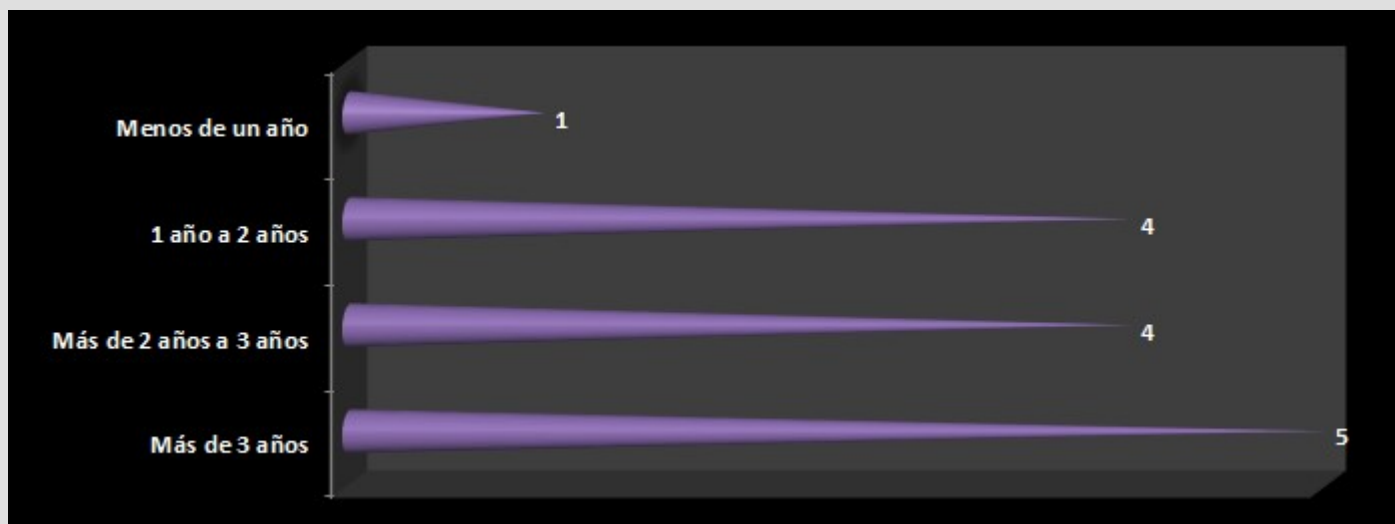 Menos de un año
1
1 año a 2 años
4
Más de 2 años a 3 años
4
Más de 3 años
5